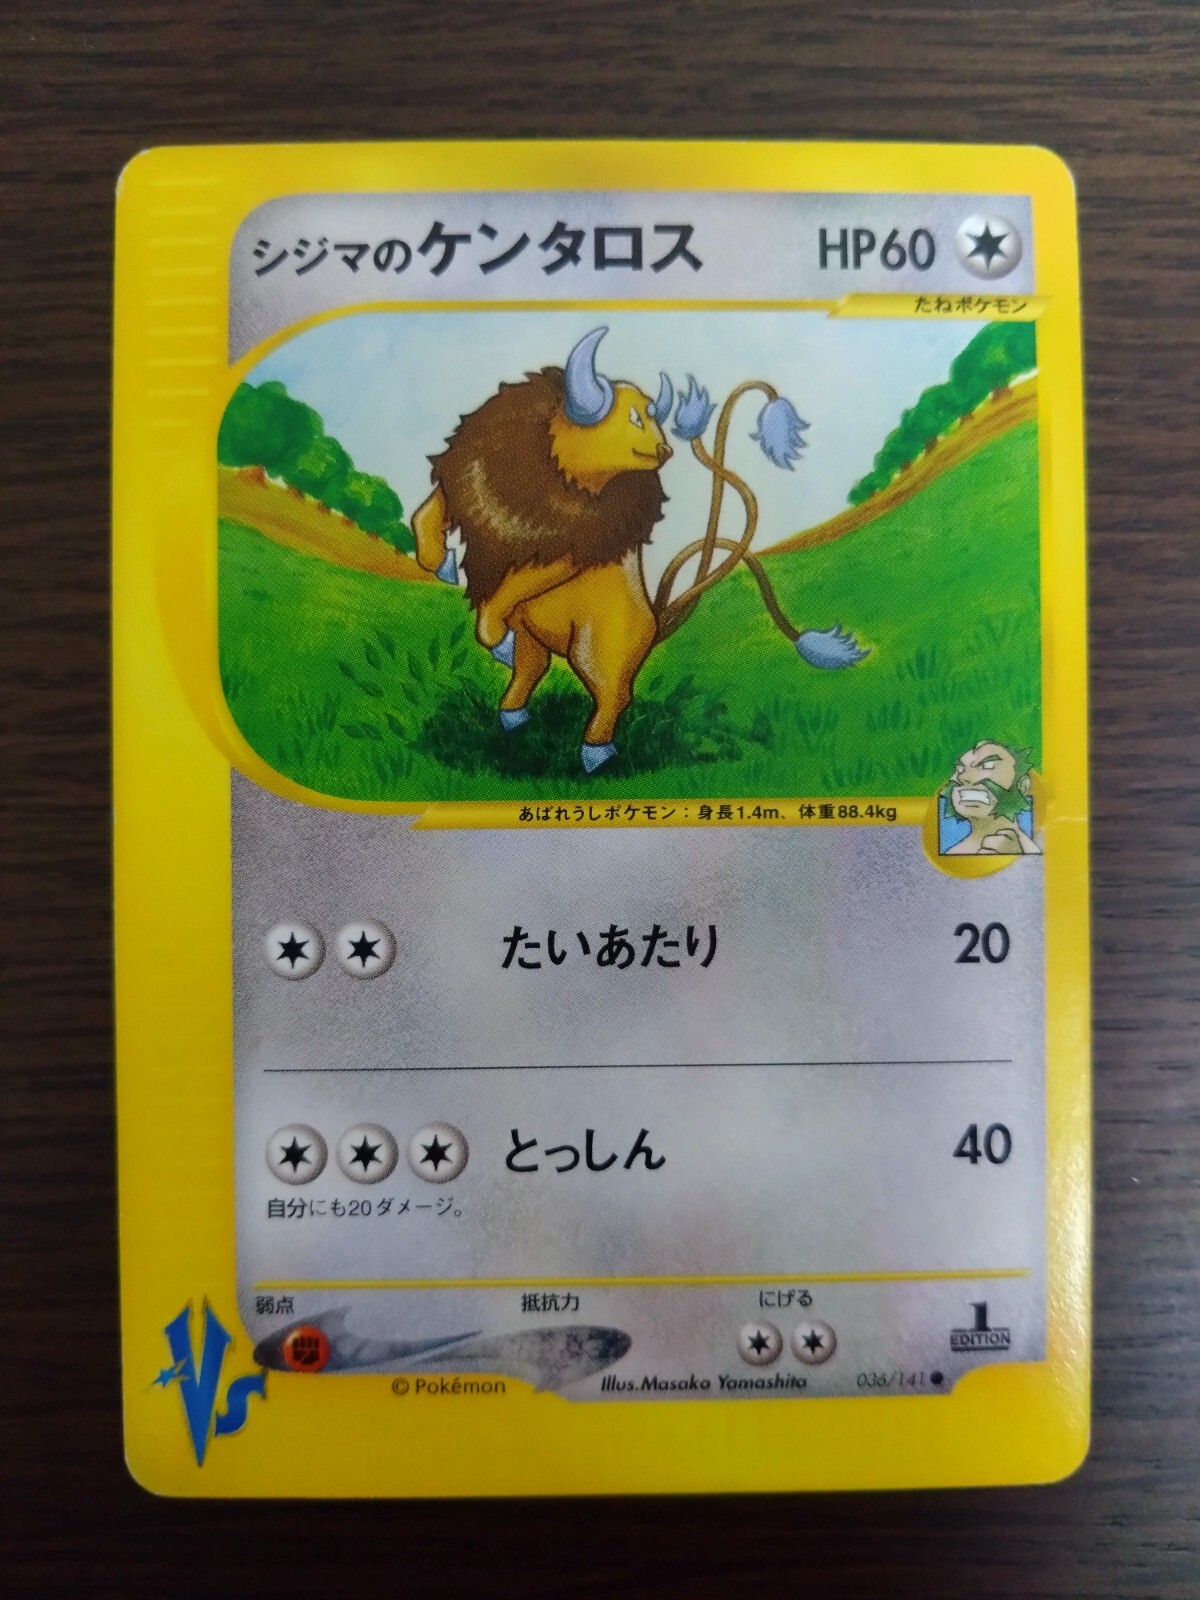 シジマのケンタロス HP60
たねポケモン
あばれうしポケモン：身長1.4m、体重88.4kg
たいあたり 20
とっしん 40
自分にも20ダメージ。
弱点 抵抗力 にげる
1
EDITION
VS
© Pokémon Illus.Masako Yamashita 036/141